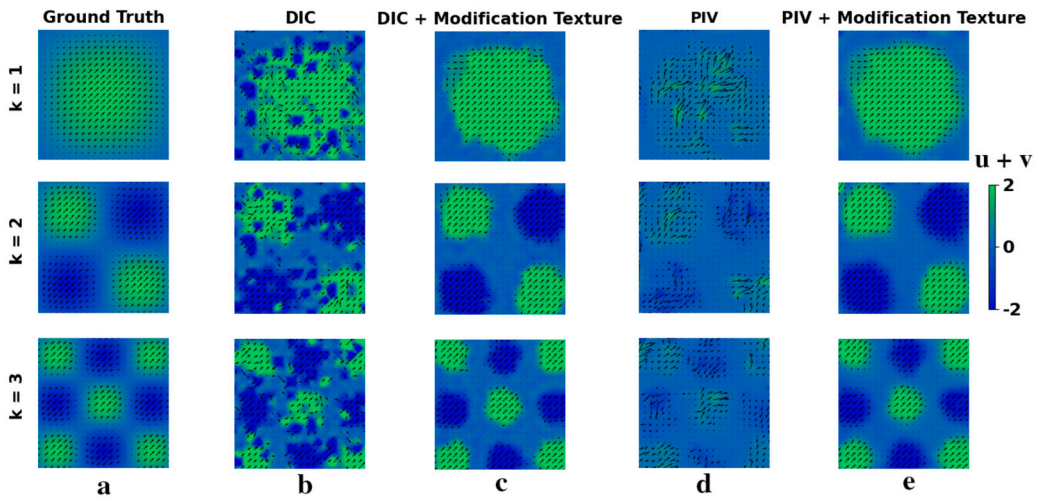 Ground Truth DIC DIC + Modification Texture PIV PIV + Modification Texture
k = 1
u + v
2
k = 2
0
-2
k = 3
a b c d e